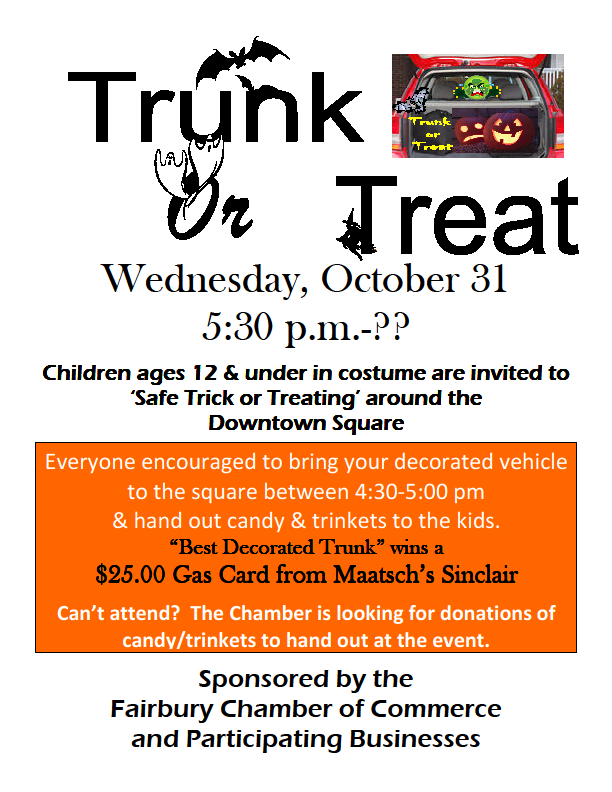 Trunk
Trunk
or
Treat
Or
Treat
Wednesday, October 31
5:30 p.m.-??
Children ages 12 & under in costume are invited to
‘Safe Trick or Treating’ around the
Downtown Square
Everyone encouraged to bring your decorated vehicle
to the square between 4:30-5:00 pm
& hand out candy & trinkets to the kids.
“Best Decorated Trunk” wins a
$25.00 Gas Card from Maatsch’s Sinclair
Can’t attend?  The Chamber is looking for donations of
candy/trinkets to hand out at the event.
Sponsored by the
Fairbury Chamber of Commerce
and Participating Businesses